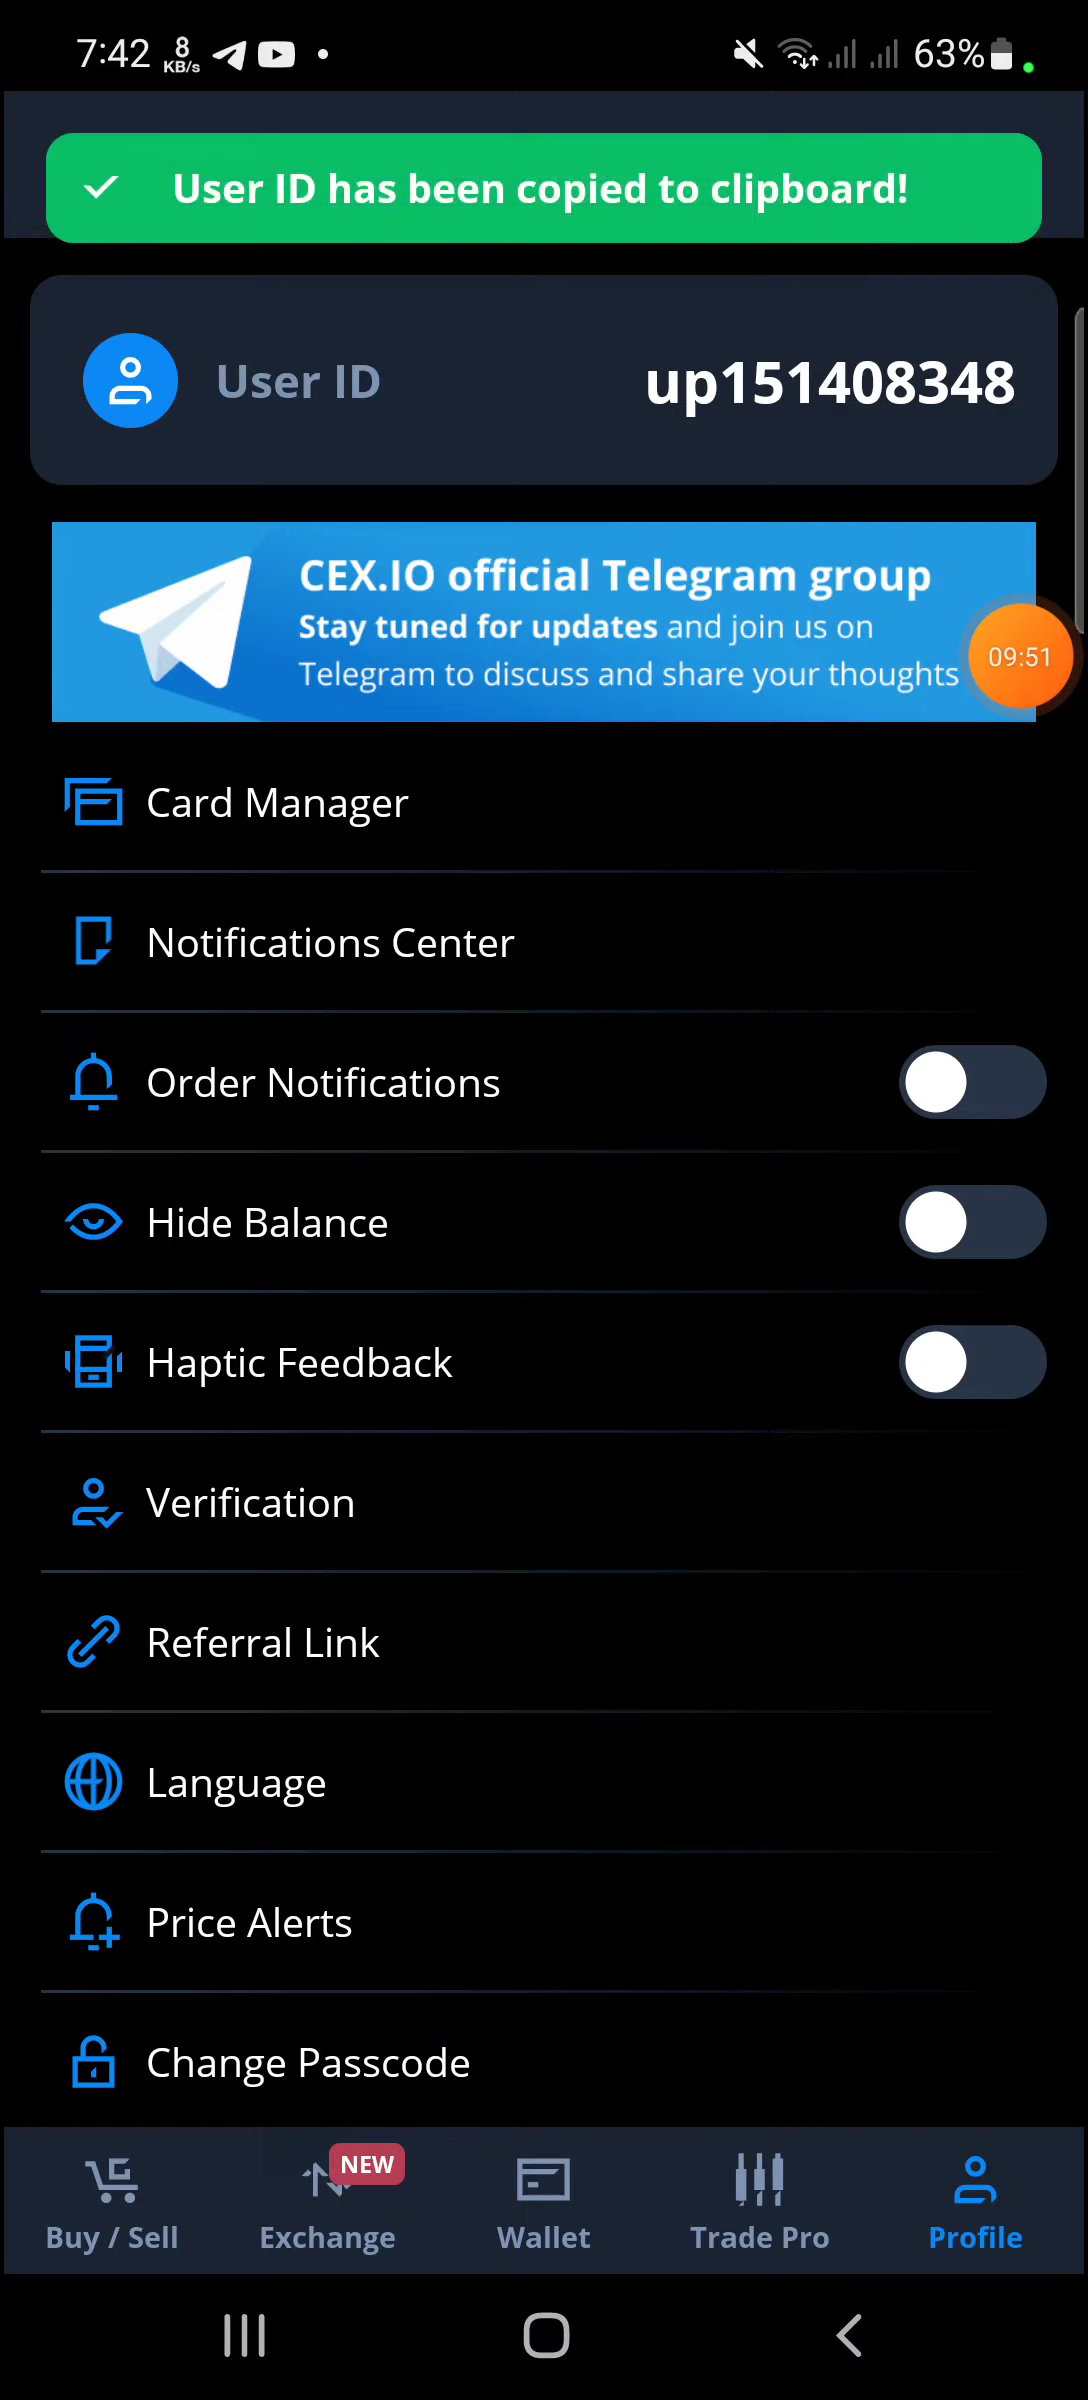 7:42 8 KB/s 63%
User ID has been copied to clipboard!
User ID up151408348
CEX.IO official Telegram group
Stay tuned for updates and join us on
Telegram to discuss and share your thoughts
09:51
Card Manager
Notifications Center
Order Notifications
Hide Balance
Haptic Feedback
Verification
Referral Link
Language
Price Alerts
Change Passcode
NEW
Buy / Sell Exchange Wallet Trade Pro Profile